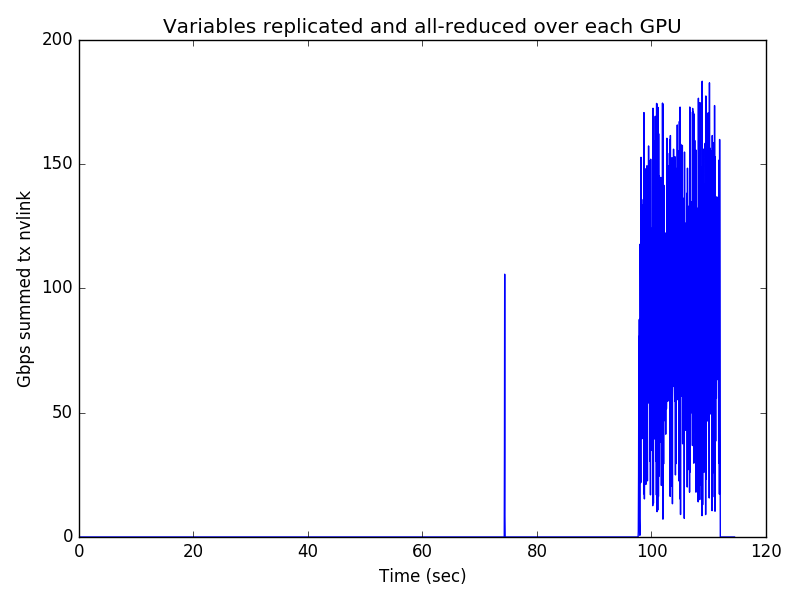 Variables replicated and all-reduced over each GPU
200
150
100
50
0
Gbps summed tx nvlink
0 20 40 60 80 100 120
Time (sec)